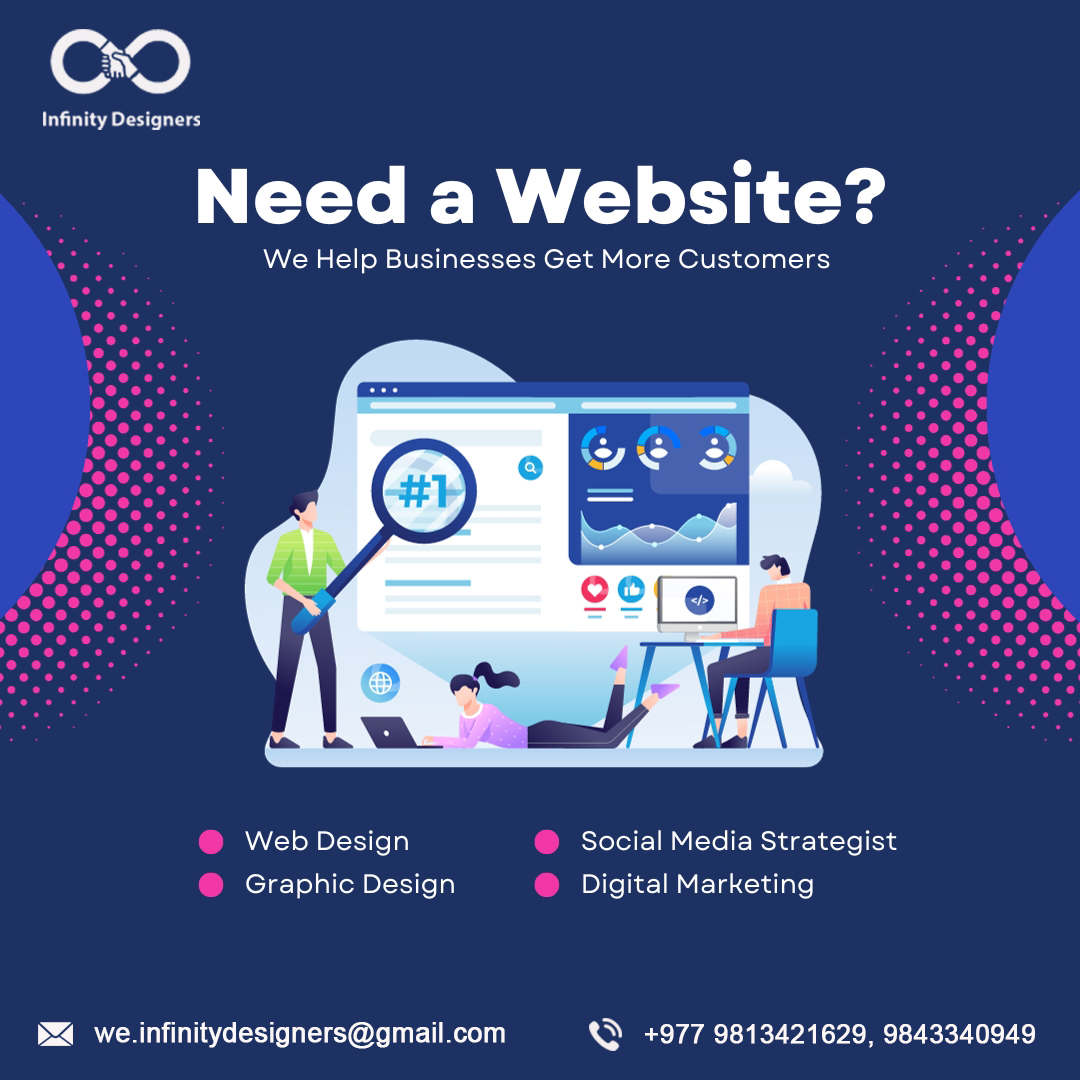 Infinity Designers
Need a Website?
We Help Businesses Get More Customers
#1
</>
Web Design
Social Media Strategist
Graphic Design
Digital Marketing
we.infinitydesigners@gmail.com
+977 9813421629, 9843340949